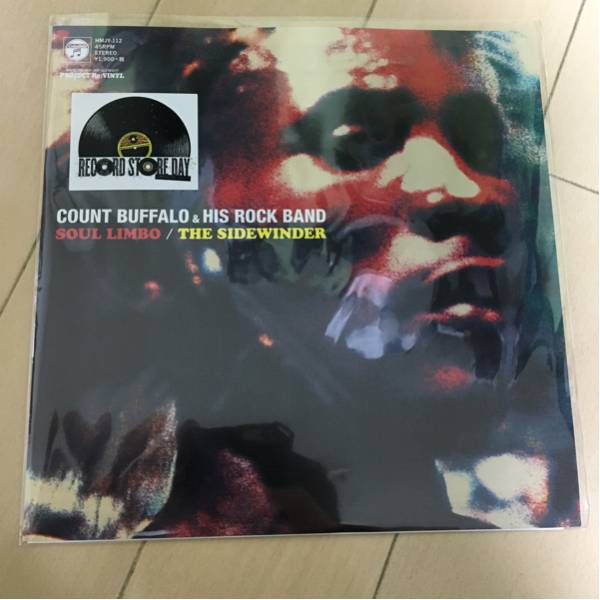 HMJY-112
45RPM
STEREO
¥1,900+税
PROJECT Re:VINYL
RECORD STORE DAY
COUNT BUFFALO & HIS ROCK BAND
SOUL LIMBO / THE SIDEWINDER